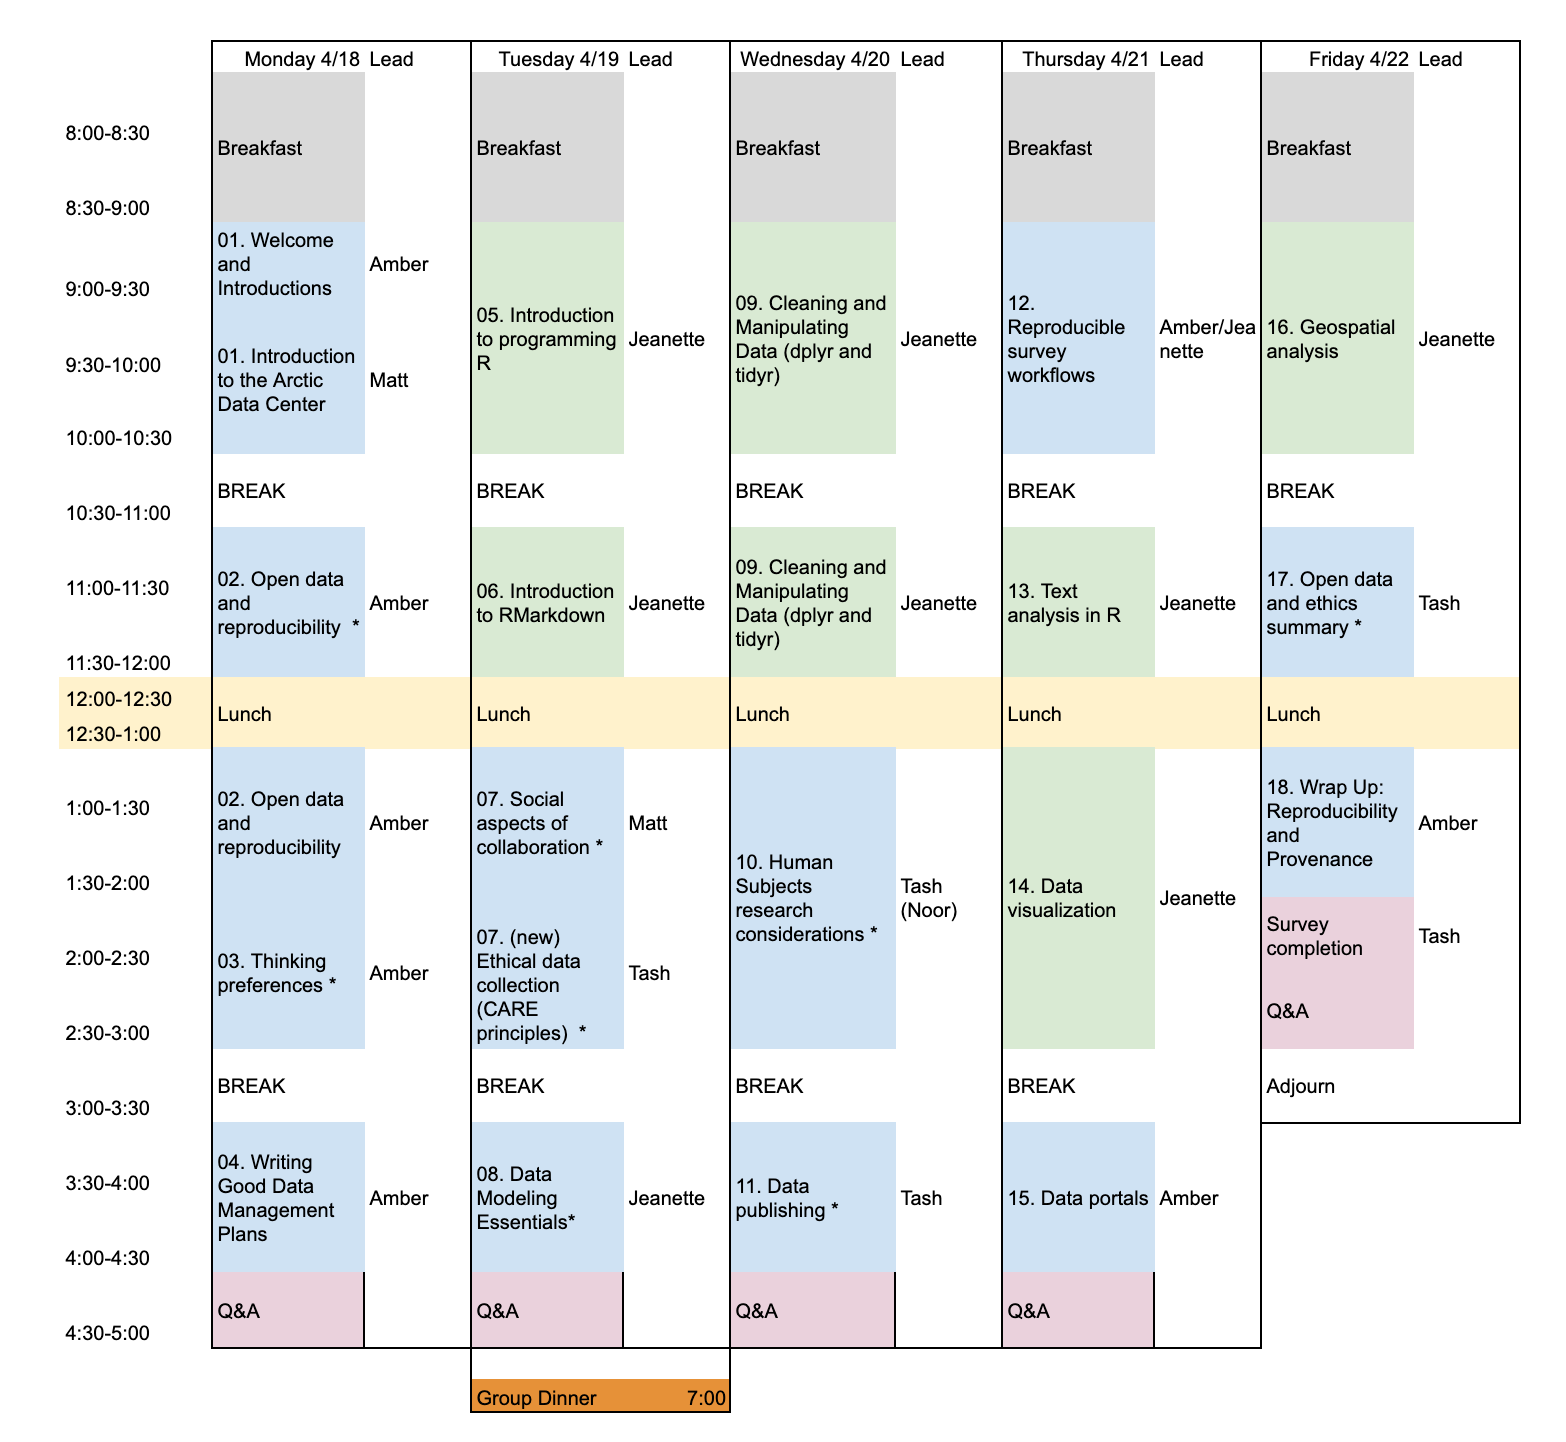 Monday 4/18 Lead Tuesday 4/19 Lead Wednesday 4/20 Lead Thursday 4/21 Lead Friday 4/22 Lead
8:00-8:30
Breakfast Breakfast Breakfast Breakfast Breakfast
8:30-9:00
01. Welcome
and
Introductions
Amber
9:00-9:30
01. Introduction
to the Arctic
Data Center
Matt
05. Introduction
to programming
R
Jeanette
09. Cleaning and
Manipulating
Data (dplyr and
tidyr)
Jeanette
12.
Reproducible
survey
workflows
Amber/Jea
nette
16. Geospatial
analysis
Jeanette
9:30-10:00
10:00-10:30
BREAK BREAK BREAK BREAK BREAK
10:30-11:00
02. Open data
and
reproducibility *
Amber
06. Introduction
to RMarkdown
Jeanette
09. Cleaning and
Manipulating
Data (dplyr and
tidyr)
Jeanette
13. Text
analysis in R
Jeanette
17. Open data
and ethics
summary *
Tash
11:00-11:30
11:30-12:00
12:00-12:30
Lunch Lunch Lunch Lunch Lunch
12:30-1:00
02. Open data
and
reproducibility
Amber
07. Social
aspects of
collaboration *
Matt
10. Human
Subjects
research
considerations *
Tash
(Noor)
14. Data
visualization
Jeanette
18. Wrap Up:
Reproducibility
and
Provenance
Amber
1:00-1:30
1:30-2:00
03. Thinking
preferences *
Amber
07. (new)
Ethical data
collection
(CARE
principles) *
Tash
Survey
completion
Tash
2:00-2:30
Q&A
2:30-3:00
BREAK BREAK BREAK BREAK Adjourn
3:00-3:30
04. Writing
Good Data
Management
Plans
Amber
08. Data
Modeling
Essentials*
Jeanette
11. Data
publishing *
Tash
15. Data portals
Amber
3:30-4:00
4:00-4:30
Q&A Q&A Q&A Q&A
4:30-5:00
Group Dinner 7:00